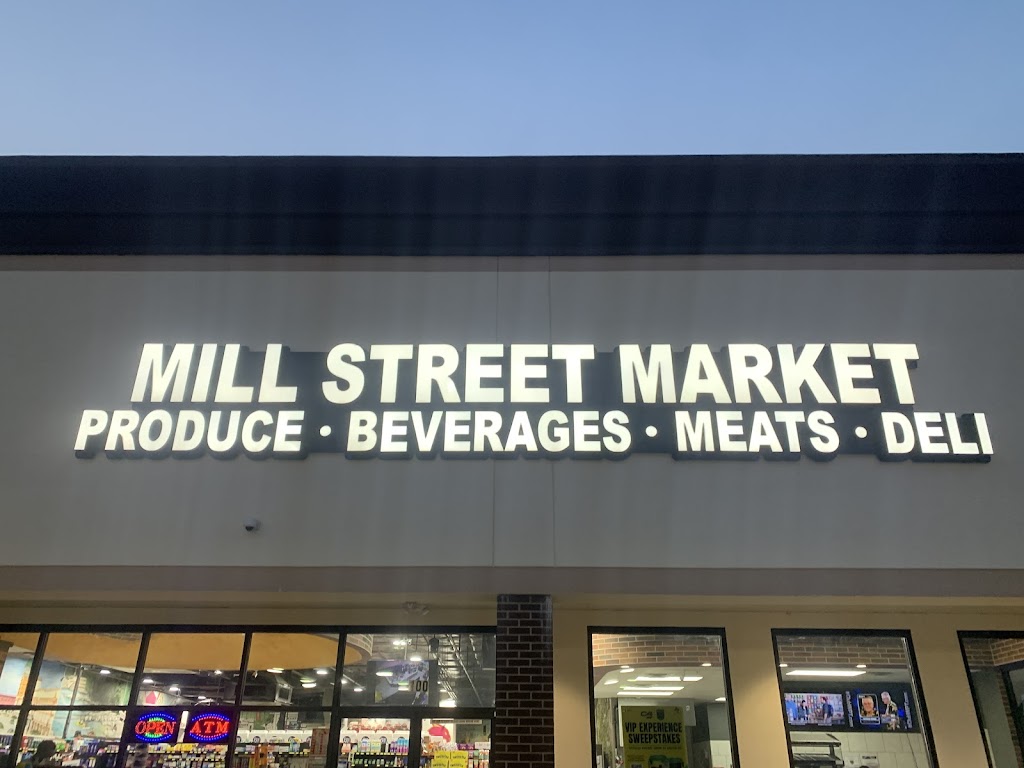 MILL STREET MARKET
PRODUCE • BEVERAGES • MEATS • DELI
OPEN
ATM
VIP EXPERIENCE
SWEEPSTAKES